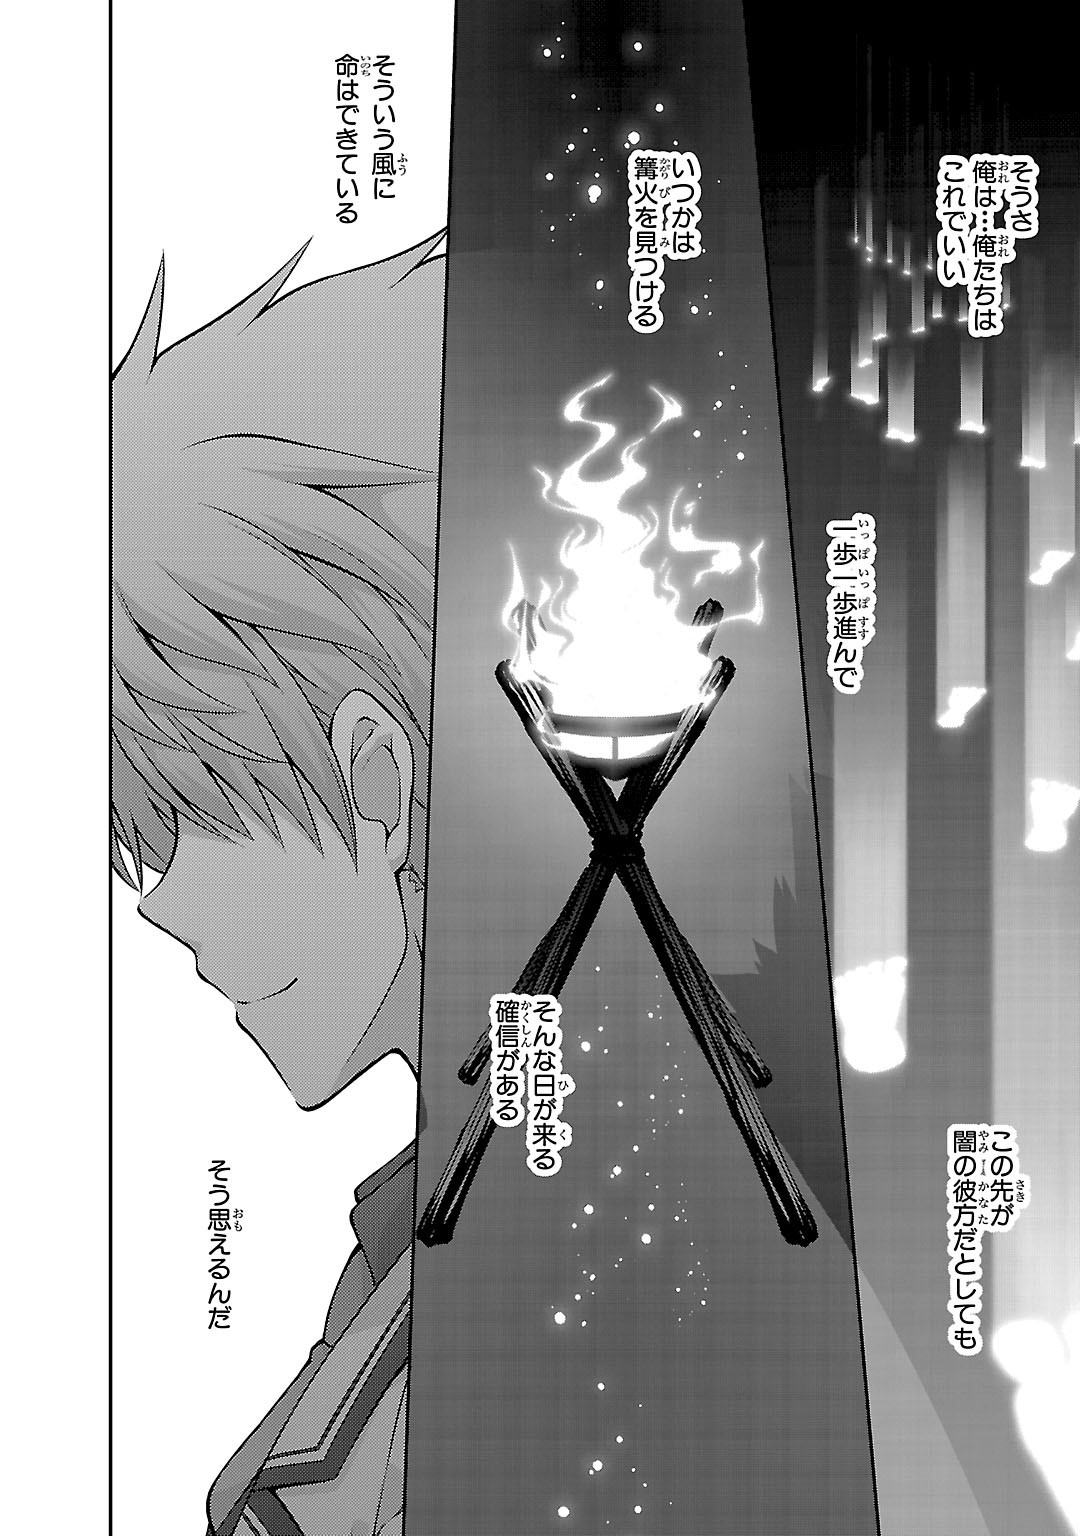 そうさ
俺は…俺たちは
これでいい
一歩一歩進んで
この先が
闇の彼方だとしても
いつかは
篝火を見つける
そんな日が来る
確信がある
そういう風に
命はできている
そう思えるんだ